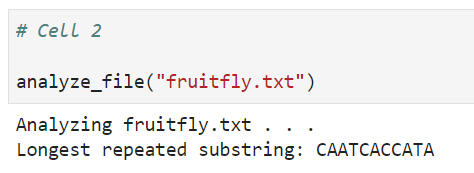 # Cell 2
analyze_file("fruitfly.txt")
Analyzing fruitfly.txt . . .
Longest repeated substring: CAATCACCATA